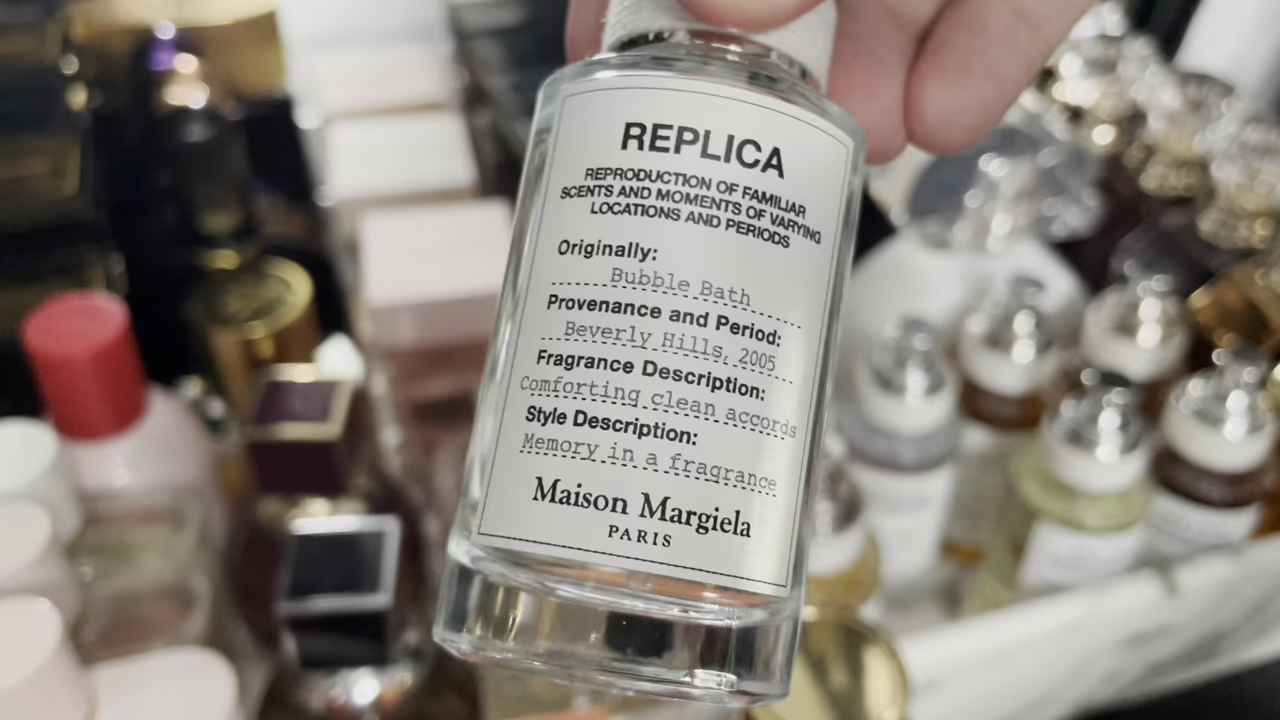 REPLICA
REPRODUCTION OF FAMILIAR
SCENTS AND MOMENTS OF VARYING
LOCATIONS AND PERIODS
Originally:
Bubble Bath
Provenance and Period:
Beverly Hills, 2005
Fragrance Description:
Comforting clean accords
Style Description:
Memory in a fragrance
Maison Margiela
PARIS